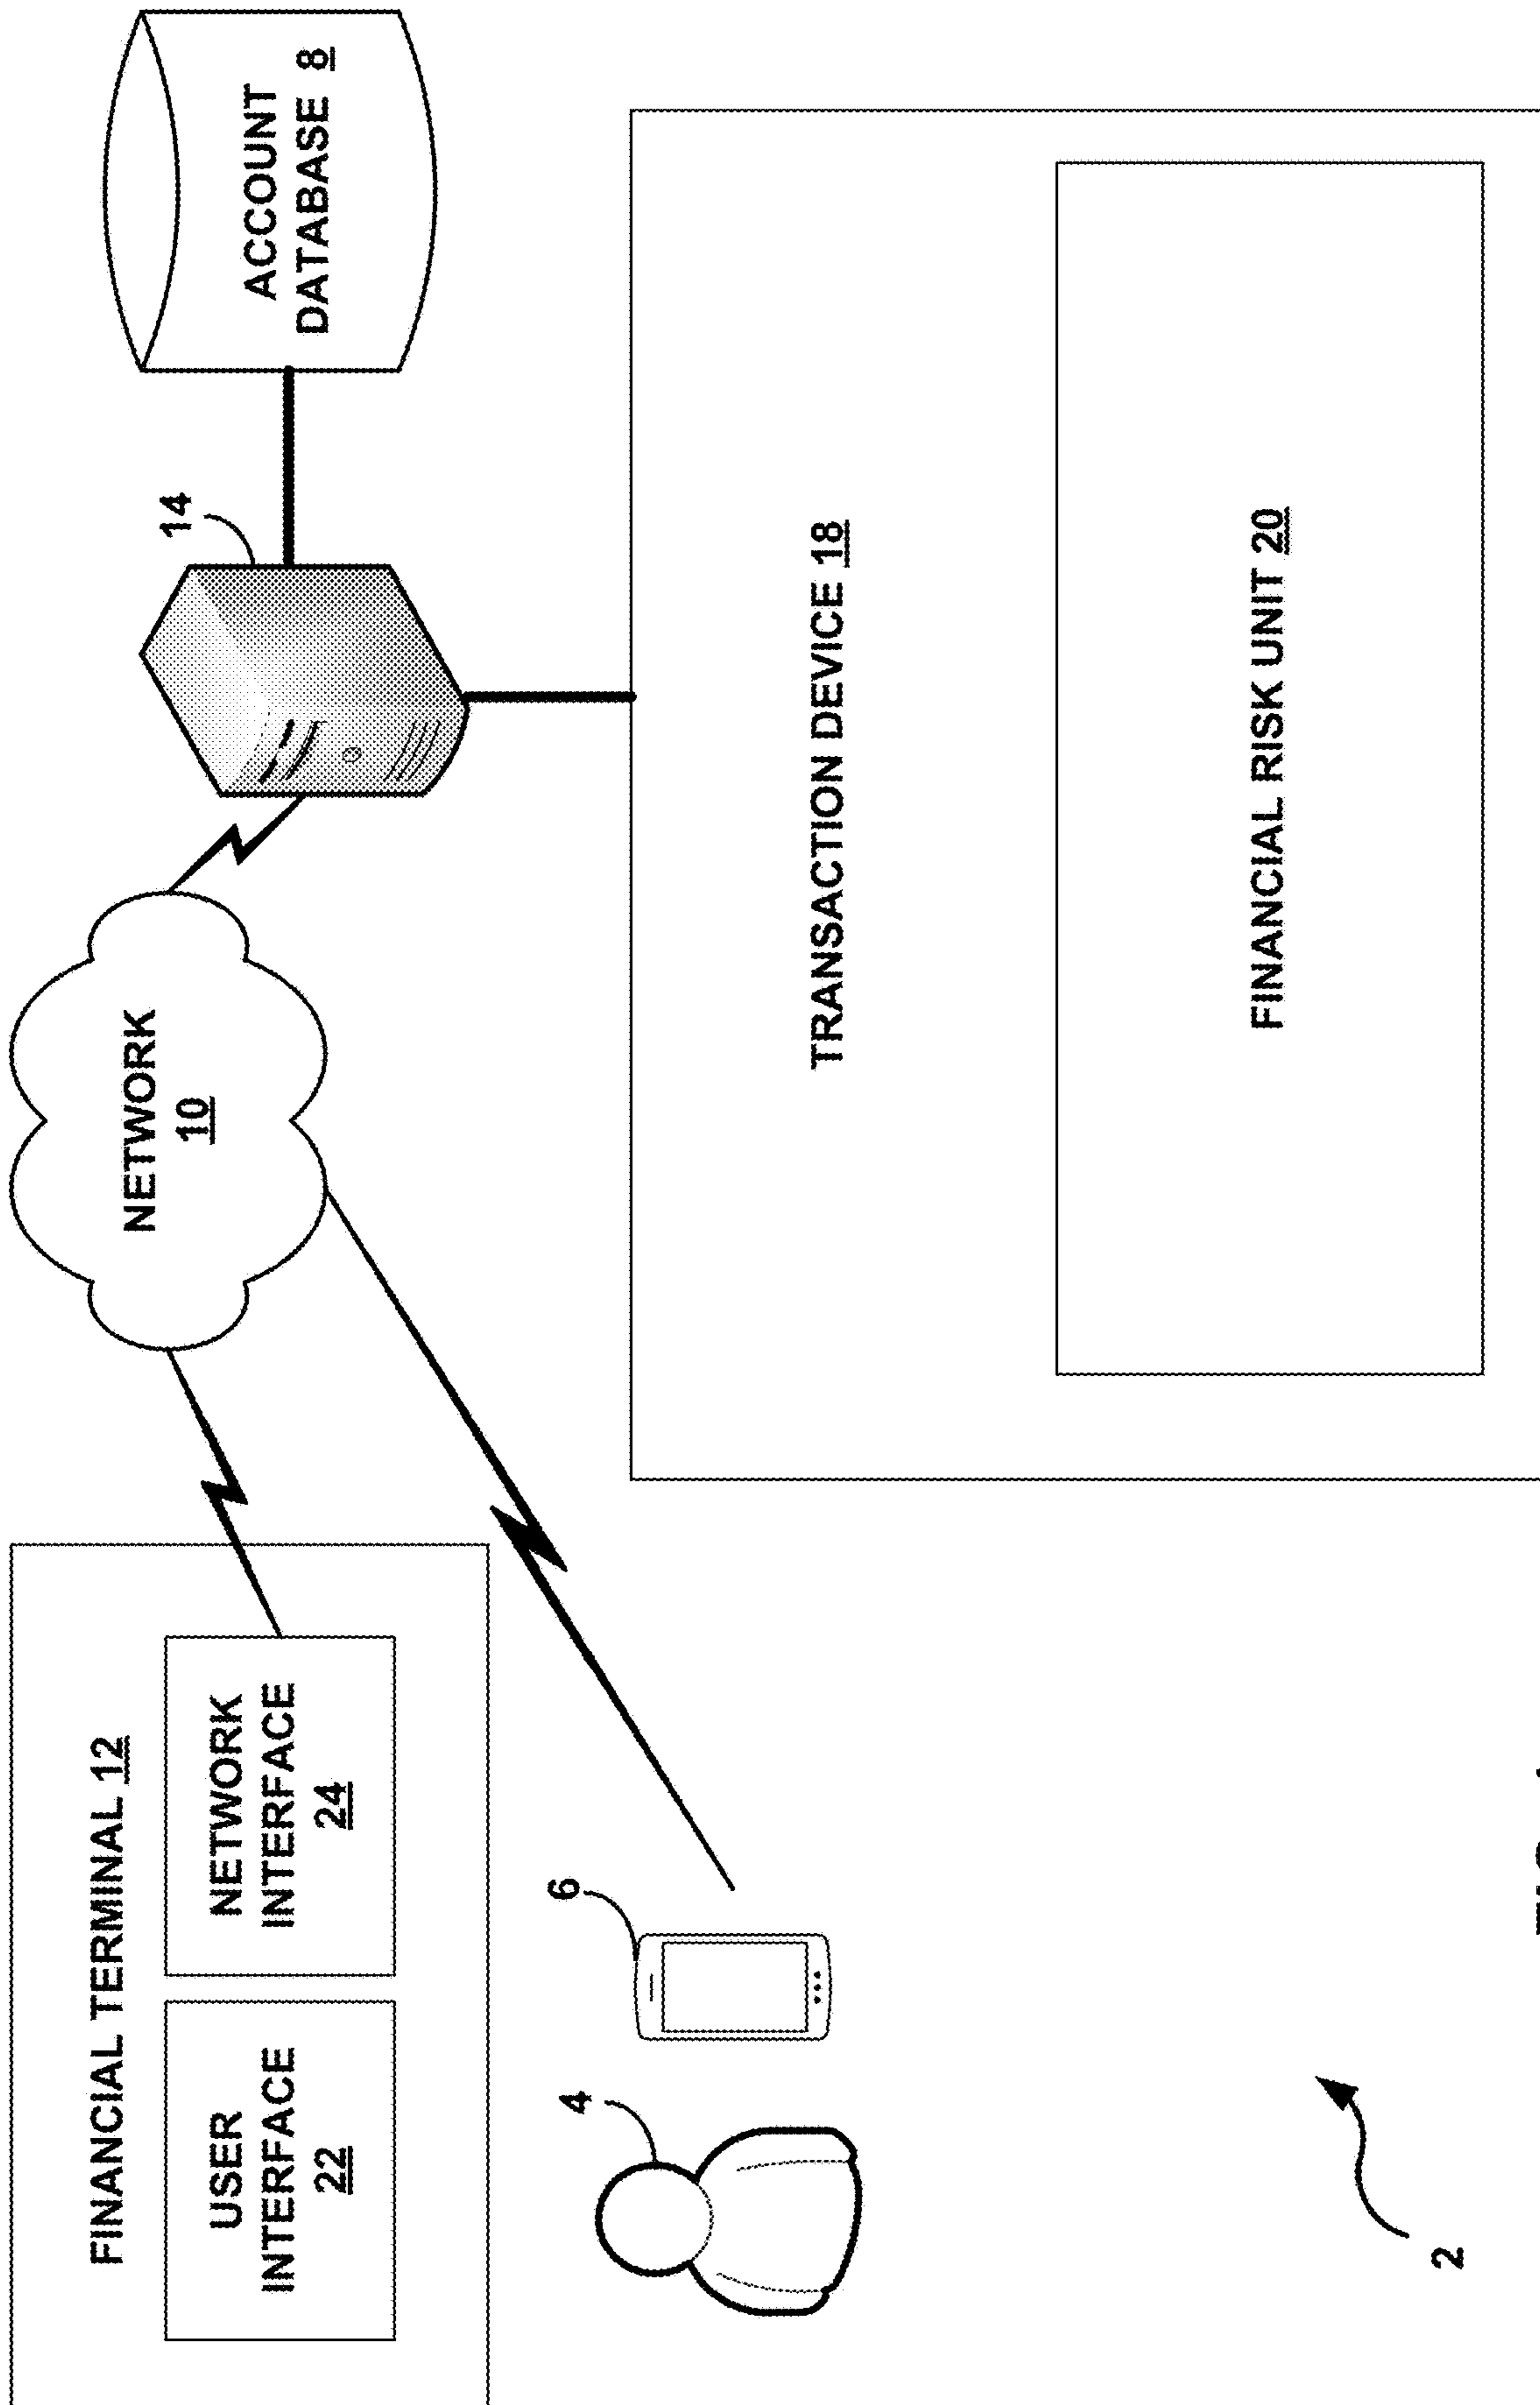 FINANCIAL TERMINAL 12
USER
INTERFACE
22
NETWORK
INTERFACE
24
NETWORK
10
14
ACCOUNT
DATABASE 8
4
6
TRANSACTION DEVICE 18
FINANCIAL RISK UNIT 20
2